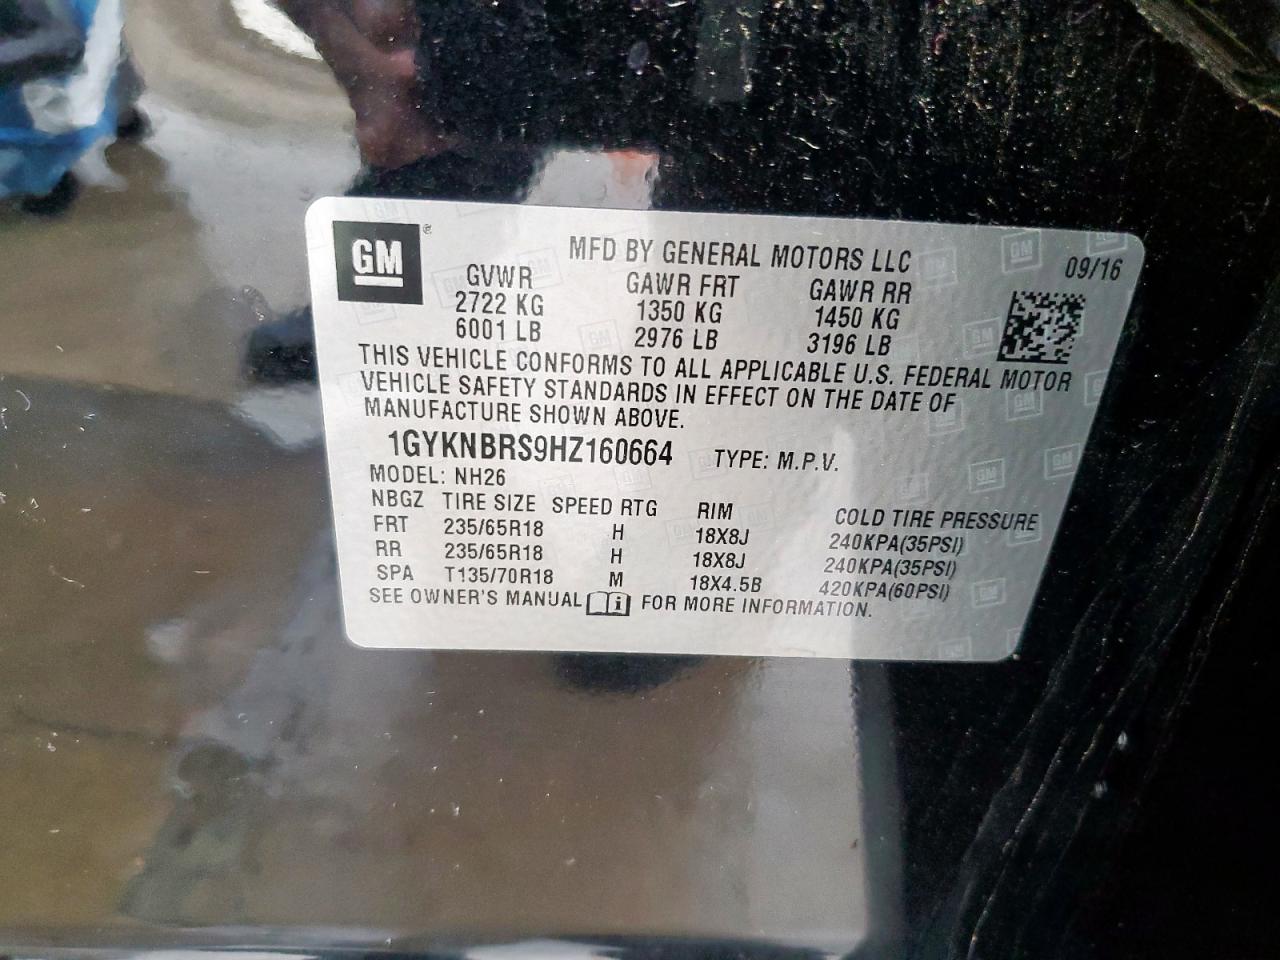 GM®
MFD BY GENERAL MOTORS LLC
09/16
GVWR GAWR FRT GAWR RR
2722 KG 1350 KG 1450 KG
6001 LB 2976 LB 3196 LB
THIS VEHICLE CONFORMS TO ALL APPLICABLE U.S. FEDERAL MOTOR
VEHICLE SAFETY STANDARDS IN EFFECT ON THE DATE OF
MANUFACTURE SHOWN ABOVE.
1GYKNBRS9HZ160664 TYPE: M.P.V.
MODEL: NH26
NBGZ TIRE SIZE SPEED RTG RIM COLD TIRE PRESSURE
FRT 235/65R18 H 18X8J 240KPA(35PSI)
RR 235/65R18 H 18X8J 240KPA(35PSI)
SPA T135/70R18 M 18X4.5B 420KPA(60PSI)
SEE OWNER'S MANUAL i FOR MORE INFORMATION.